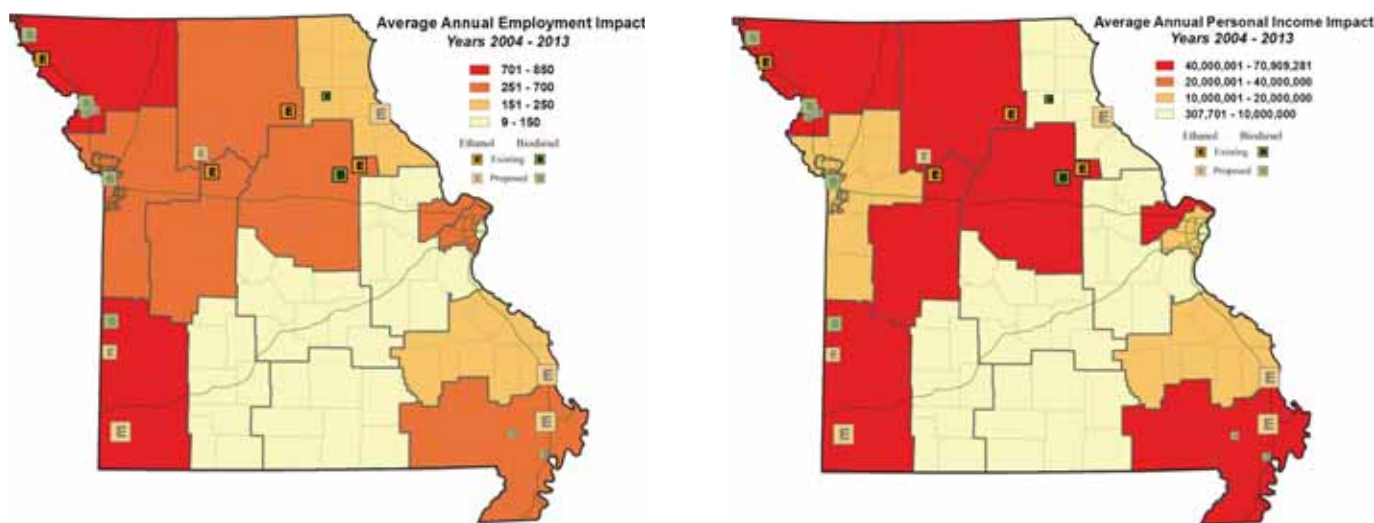 Average Annual Employment Impact
Years 2004 - 2013
701 - 850
251 - 700
151 - 250
9 - 150
Ethanol Biodiesel
E Existing B
E Proposed B
E
E
E
E
E
B
E
E
E
E
Average Annual Personal Income Impact
Years 2004 - 2013
40,000,001 - 70,909,281
20,000,001 - 40,000,000
10,000,001 - 20,000,000
307,701 - 10,000,000
Ethanol Biodiesel
E Existing B
E Proposed B
E
E
E
E
E
B
E
E
E
E